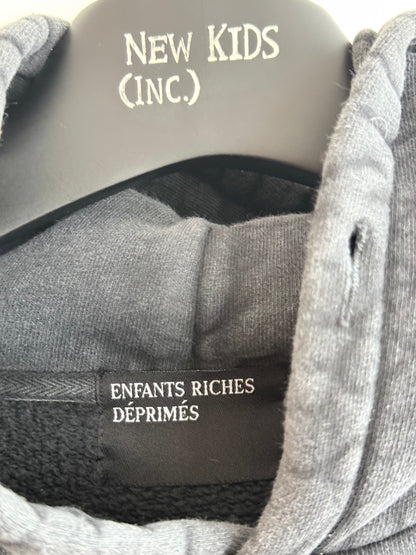 NEW KIDS
(INC.)
ENFANTS RICHES
DÉPRIMÉS